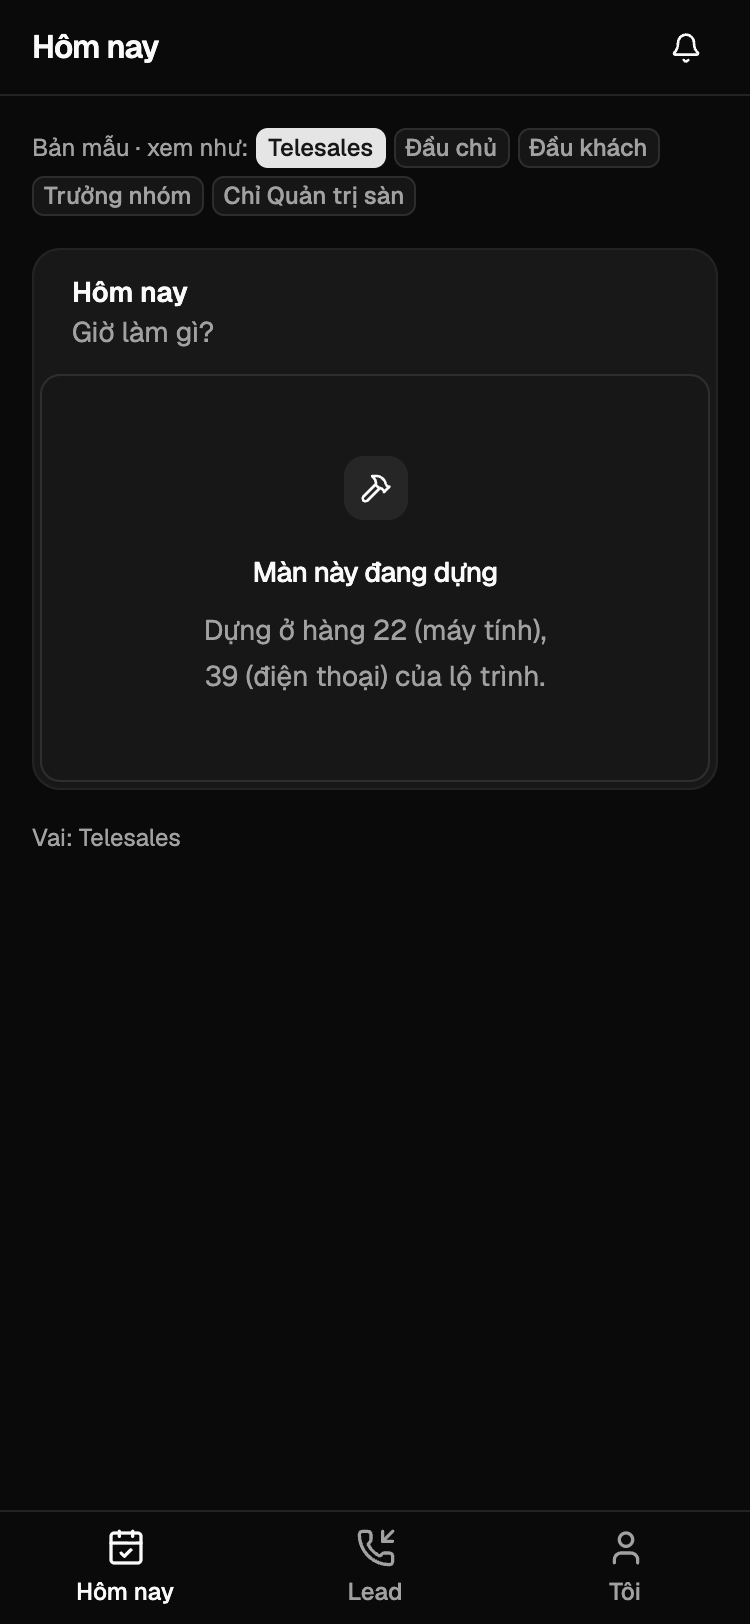 Hôm nay
Bản mẫu · xem như: Telesales Đầu chủ Đầu khách
Trưởng nhóm Chỉ Quản trị sàn
Hôm nay
Giờ làm gì?
Màn này đang dựng
Dựng ở hàng 22 (máy tính),
39 (điện thoại) của lộ trình.
Vai: Telesales
Hôm nay Lead Tôi